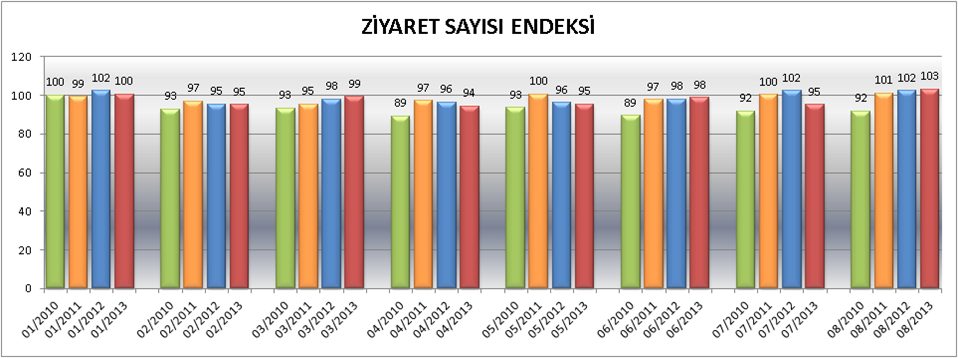 ZİYARET SAYISI ENDEKSİ
120
100
80
60
40
20
0
100 99 102 100
93 97 95 95
93 95 98 99
89 97 96 94
93 100 96 95
89 97 98 98
92 100 102 95
92 101 102 103
01/2010 01/2011 01/2012 01/2013
02/2010 02/2011 02/2012 02/2013
03/2010 03/2011 03/2012 03/2013
04/2010 04/2011 04/2012 04/2013
05/2010 05/2011 05/2012 05/2013
06/2010 06/2011 06/2012 06/2013
07/2010 07/2011 07/2012 07/2013
08/2010 08/2011 08/2012 08/2013